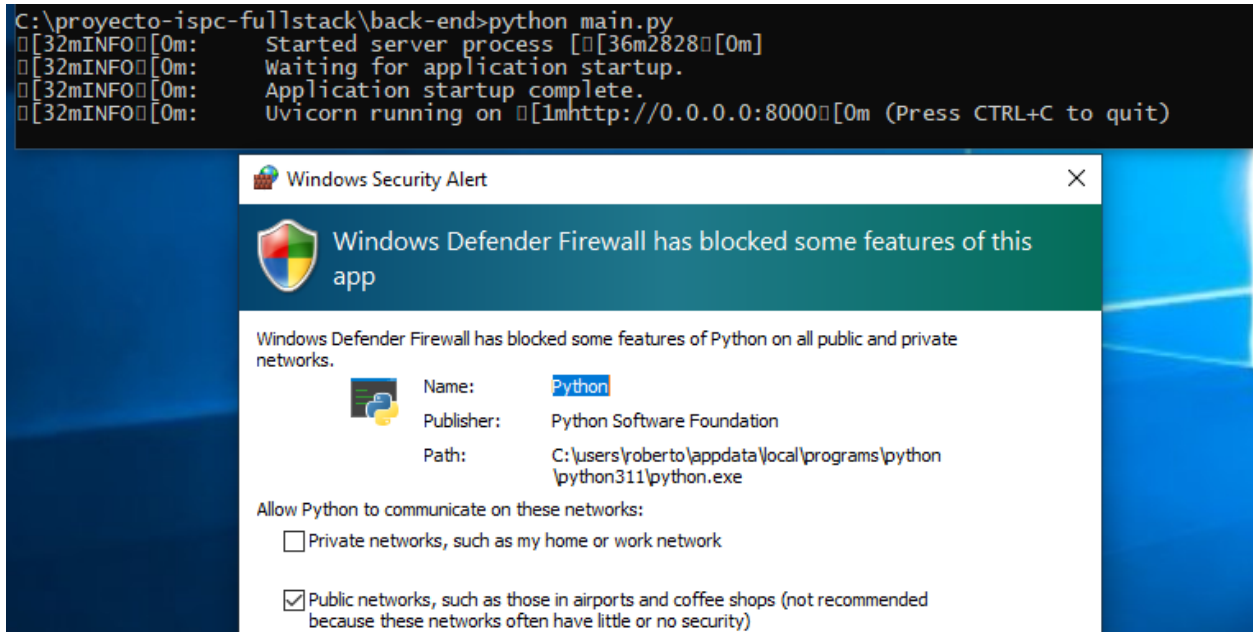 C:\proyecto-ispc-fullstack\back-end>python main.py
▯[32mINFO▯[0m:     Started server process [▯[36m2828▯[0m]
▯[32mINFO▯[0m:     Waiting for application startup.
▯[32mINFO▯[0m:     Application startup complete.
▯[32mINFO▯[0m:     Uvicorn running on ▯[1mhttp://0.0.0.0:8000▯[0m (Press CTRL+C to quit)
Windows Security Alert
Windows Defender Firewall has blocked some features of this
app
Windows Defender Firewall has blocked some features of Python on all public and private
networks.
Name: Python
Publisher: Python Software Foundation
Path: C:\users\roberto\appdata\local\programs\python
\python311\python.exe
Allow Python to communicate on these networks:
Private networks, such as my home or work network
Public networks, such as those in airports and coffee shops (not recommended
because these networks often have little or no security)